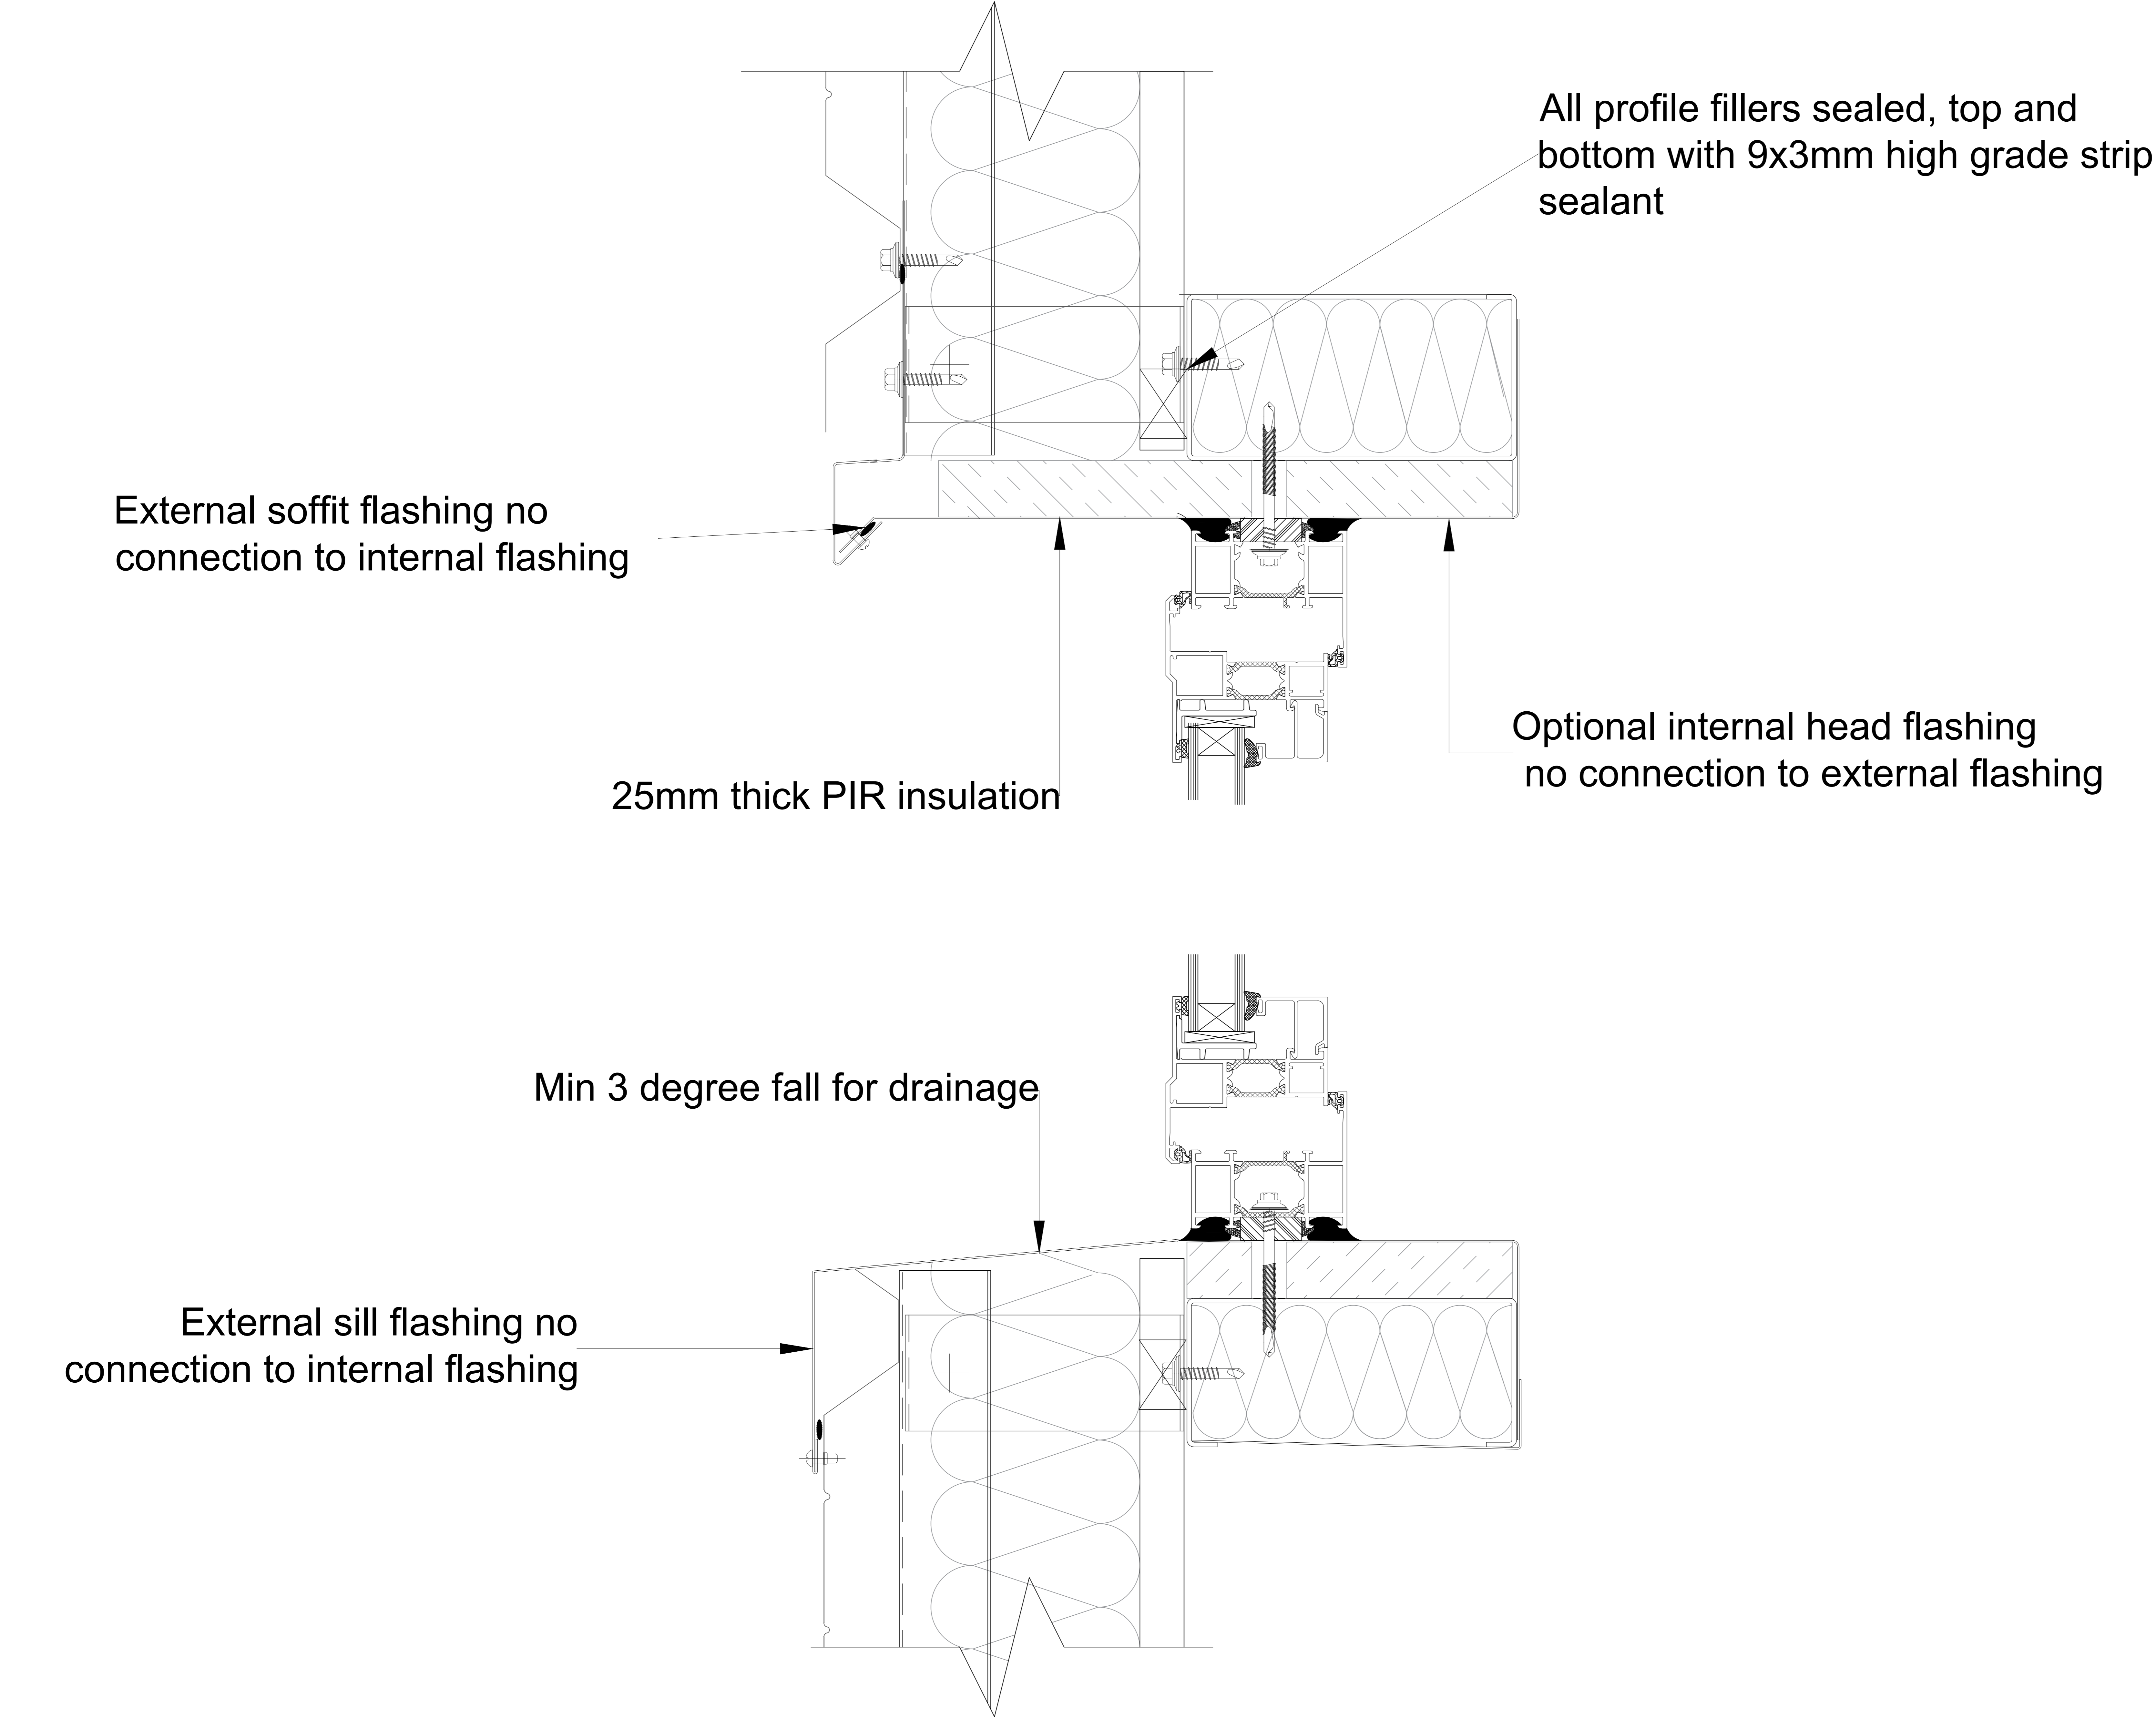 All profile fillers sealed, top and
bottom with 9x3mm high grade strip
sealant
External soffit flashing no
connection to internal flashing
Optional internal head flashing
no connection to external flashing
25mm thick PIR insulation
Min 3 degree fall for drainage
External sill flashing no
connection to internal flashing